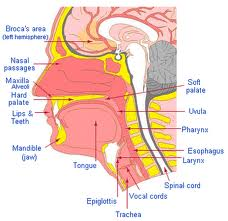 Broca's area
(left hemisphere)
Nasal
passages
Maxilla
Alveoli
Hard
palate
Lips &
Teeth
Mandible
(jaw)
Tongue
Epiglottis
Trachea
Vocal cords
Spinal cord
Larynx
Esophagus
Pharynx
Uvula
Soft
palate